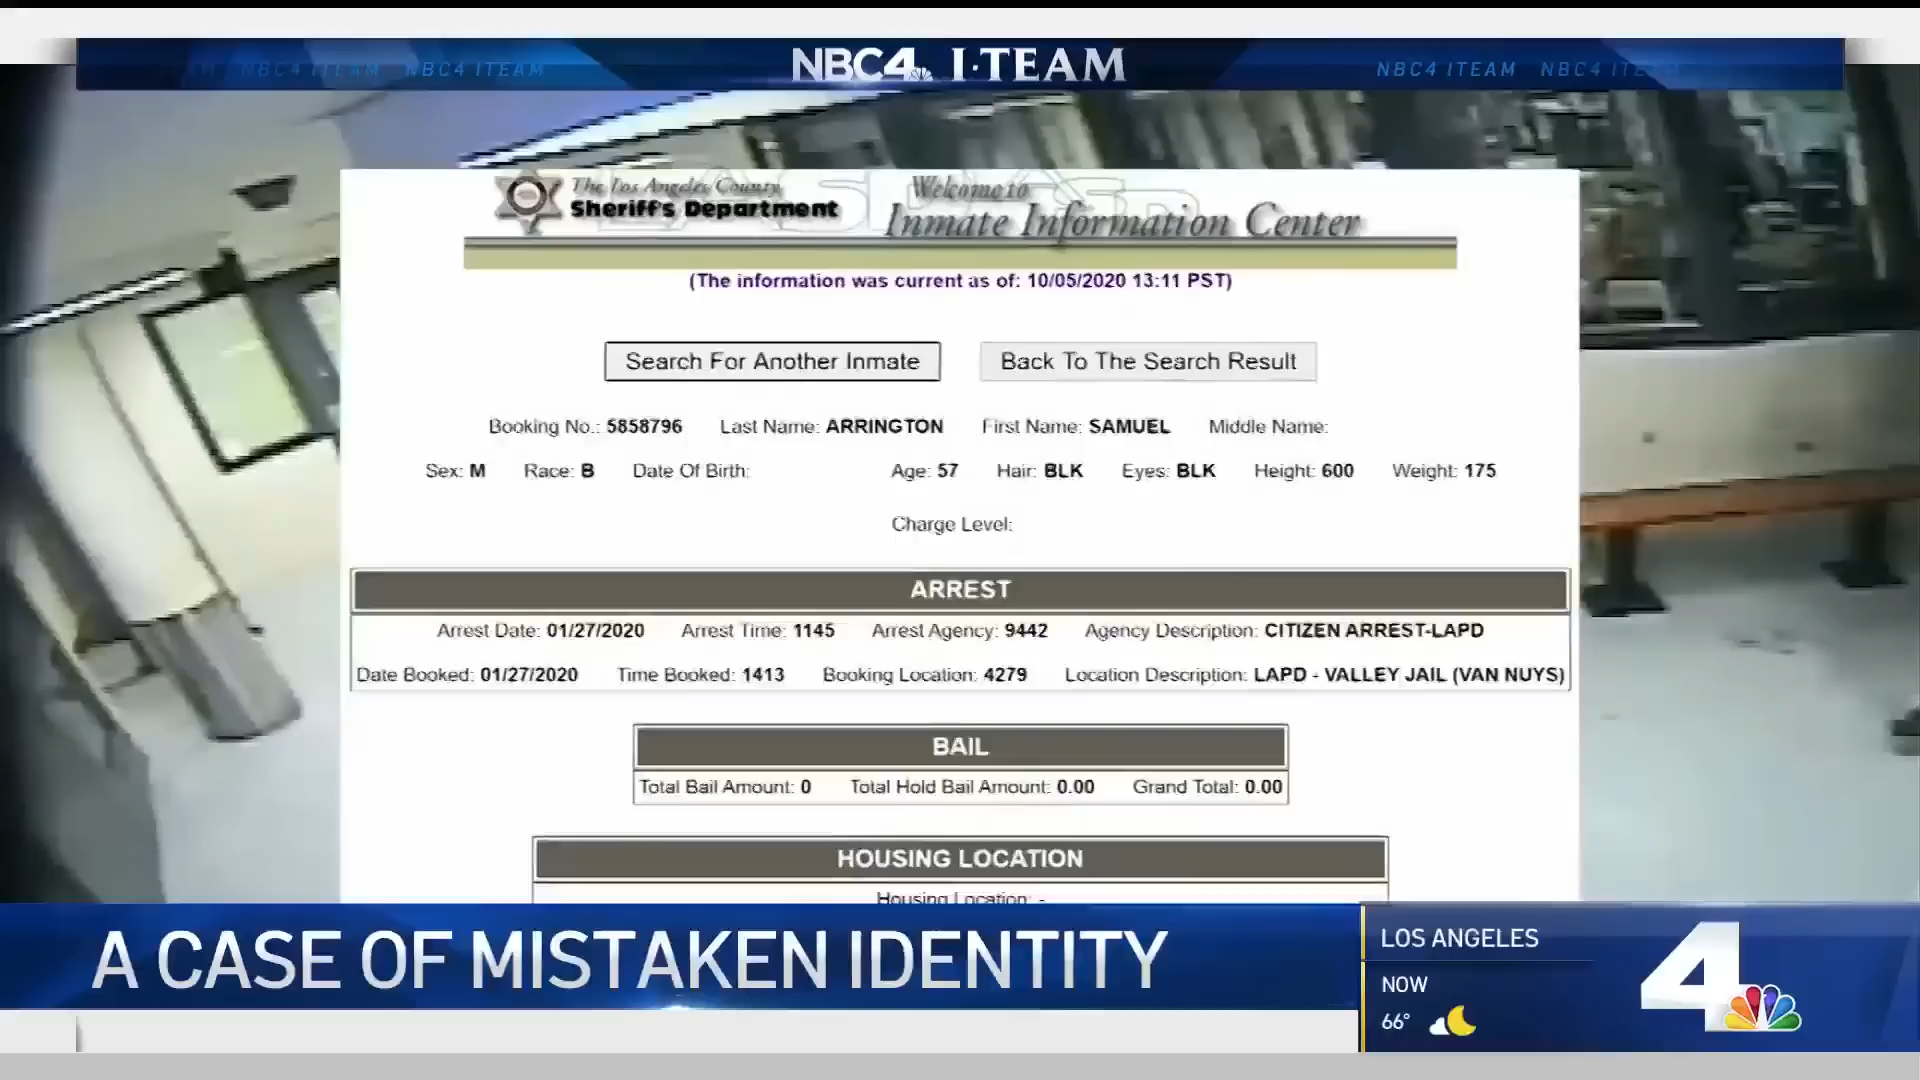 NBC4 I-TEAM
NBC4 ITEAM NBC4 ITEAM
NBC4 ITEAM NBC4
The Los Angeles County
Sheriff's Department
Welcome to
Inmate Information Center
(The information was current as of: 10/05/2020 13:11 PST)
Search For Another Inmate Back To The Search Result
Booking No.: 5858796 Last Name: ARRINGTON First Name: SAMUEL Middle Name:
Sex: M Race: B Date Of Birth: Age: 57 Hair: BLK Eyes: BLK Height: 600 Weight: 175
Charge Level:
ARREST
Arrest Date: 01/27/2020 Arrest Time: 1145 Arrest Agency: 9442 Agency Description: CITIZEN ARREST-LAPD
Date Booked: 01/27/2020 Time Booked: 1413 Booking Location: 4279 Location Description: LAPD - VALLEY JAIL (VAN NUYS)
BAIL
Total Bail Amount: 0 Total Hold Bail Amount: 0.00 Grand Total: 0.00
HOUSING LOCATION
Housing Location: -
A CASE OF MISTAKEN IDENTITY
LOS ANGELES
NOW
66°
4